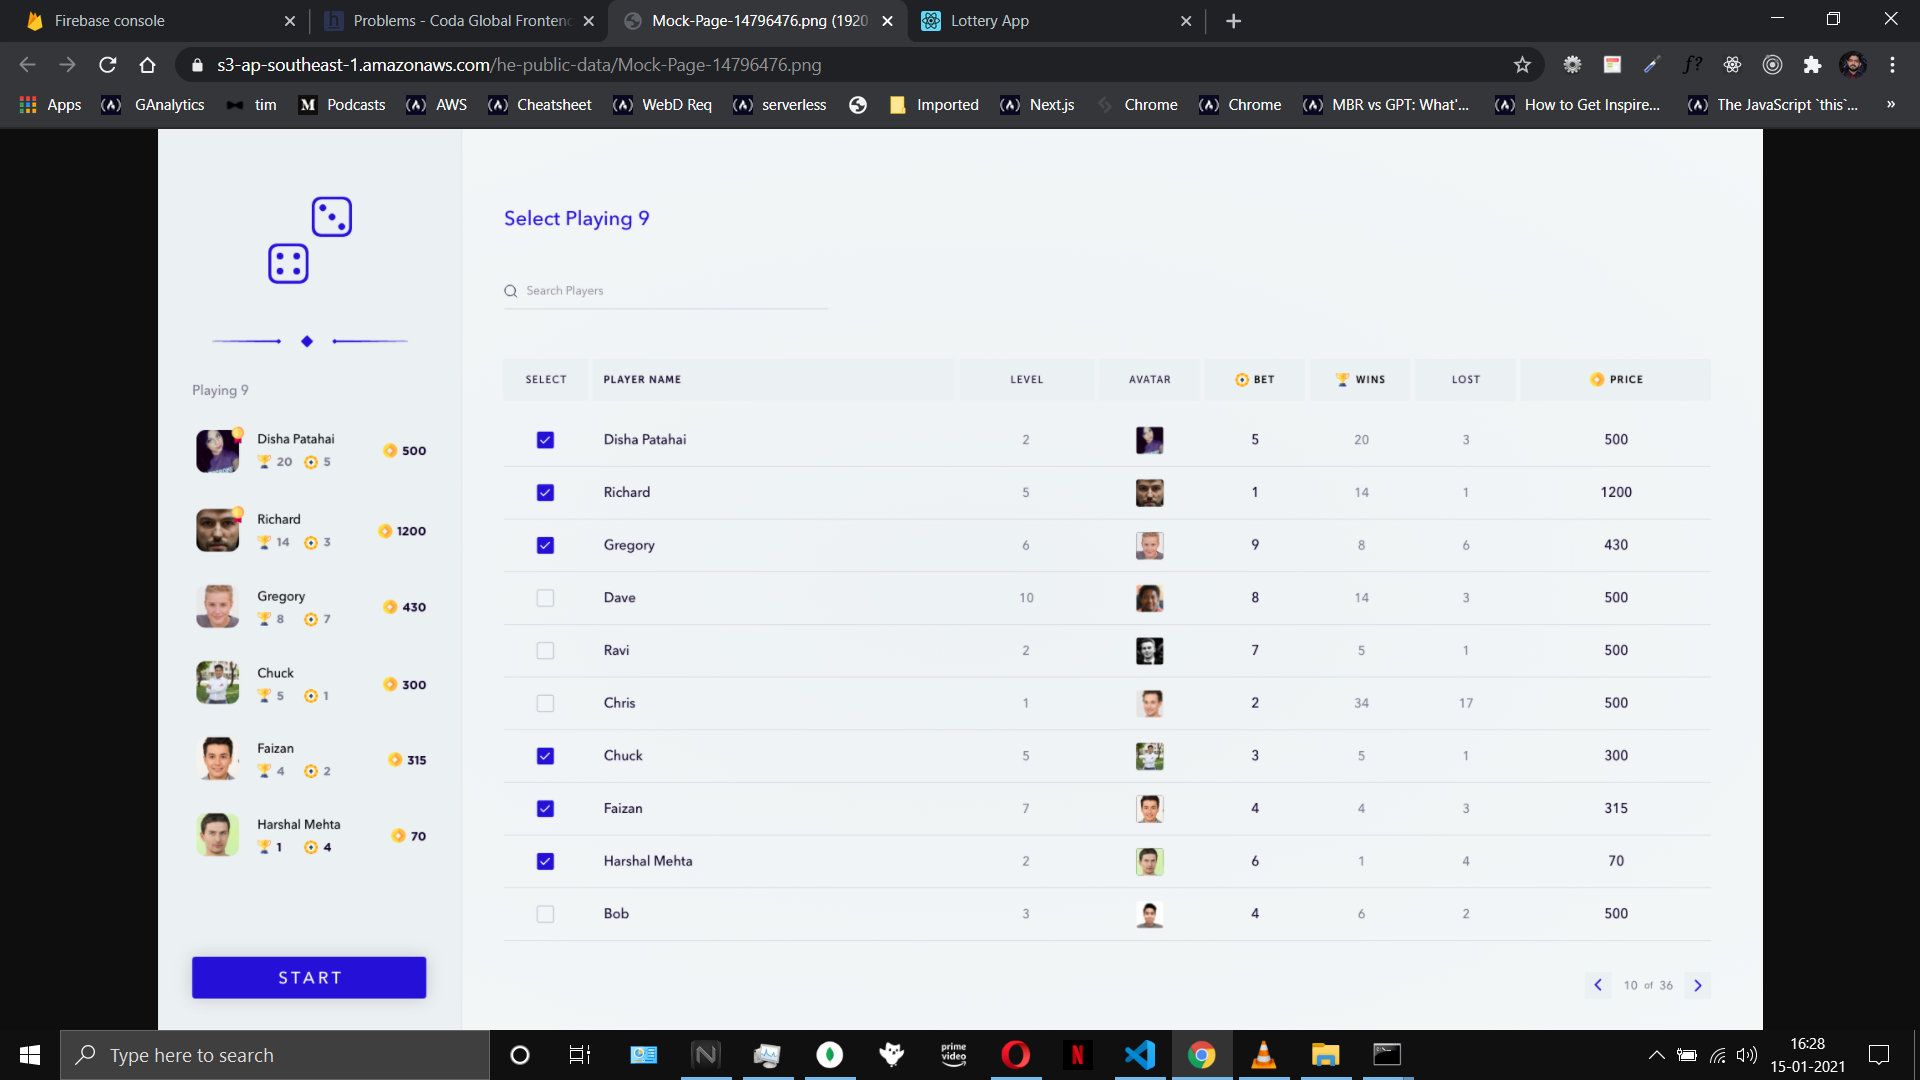 Firebase console
Problems - Coda Global Fronten
Mock-Page-14796476.png (1920
Lottery App
s3-ap-southeast-1.amazonaws.com/he-public-data/Mock-Page-14796476.png
Apps
GAnalytics
tim
M Podcasts
AWS
Cheatsheet
WebD Req
serverless
Imported
Next.js
Chrome
Chrome
MBR vs GPT: What'...
How to Get Inspire...
The JavaScript `this`...
»
Playing 9
Disha Patahai
20 5
500
Richard
14 3
1200
Gregory
8 7
430
Chuck
5 1
300
Faizan
4 2
315
Harshal Mehta
1 4
70
START
Select Playing 9
Search Players
SELECT PLAYER NAME LEVEL AVATAR BET WINS LOST PRICE
Disha Patahai 2 5 20 3 500
Richard 5 1 14 1 1200
Gregory 6 9 8 6 430
Dave 10 8 14 3 500
Ravi 2 7 5 1 500
Chris 1 2 34 17 500
Chuck 5 3 5 1 300
Faizan 7 4 4 3 315
Harshal Mehta 2 6 1 4 70
Bob 3 4 6 2 500
10 of 36
Type here to search
prime video
16:28
15-01-2021